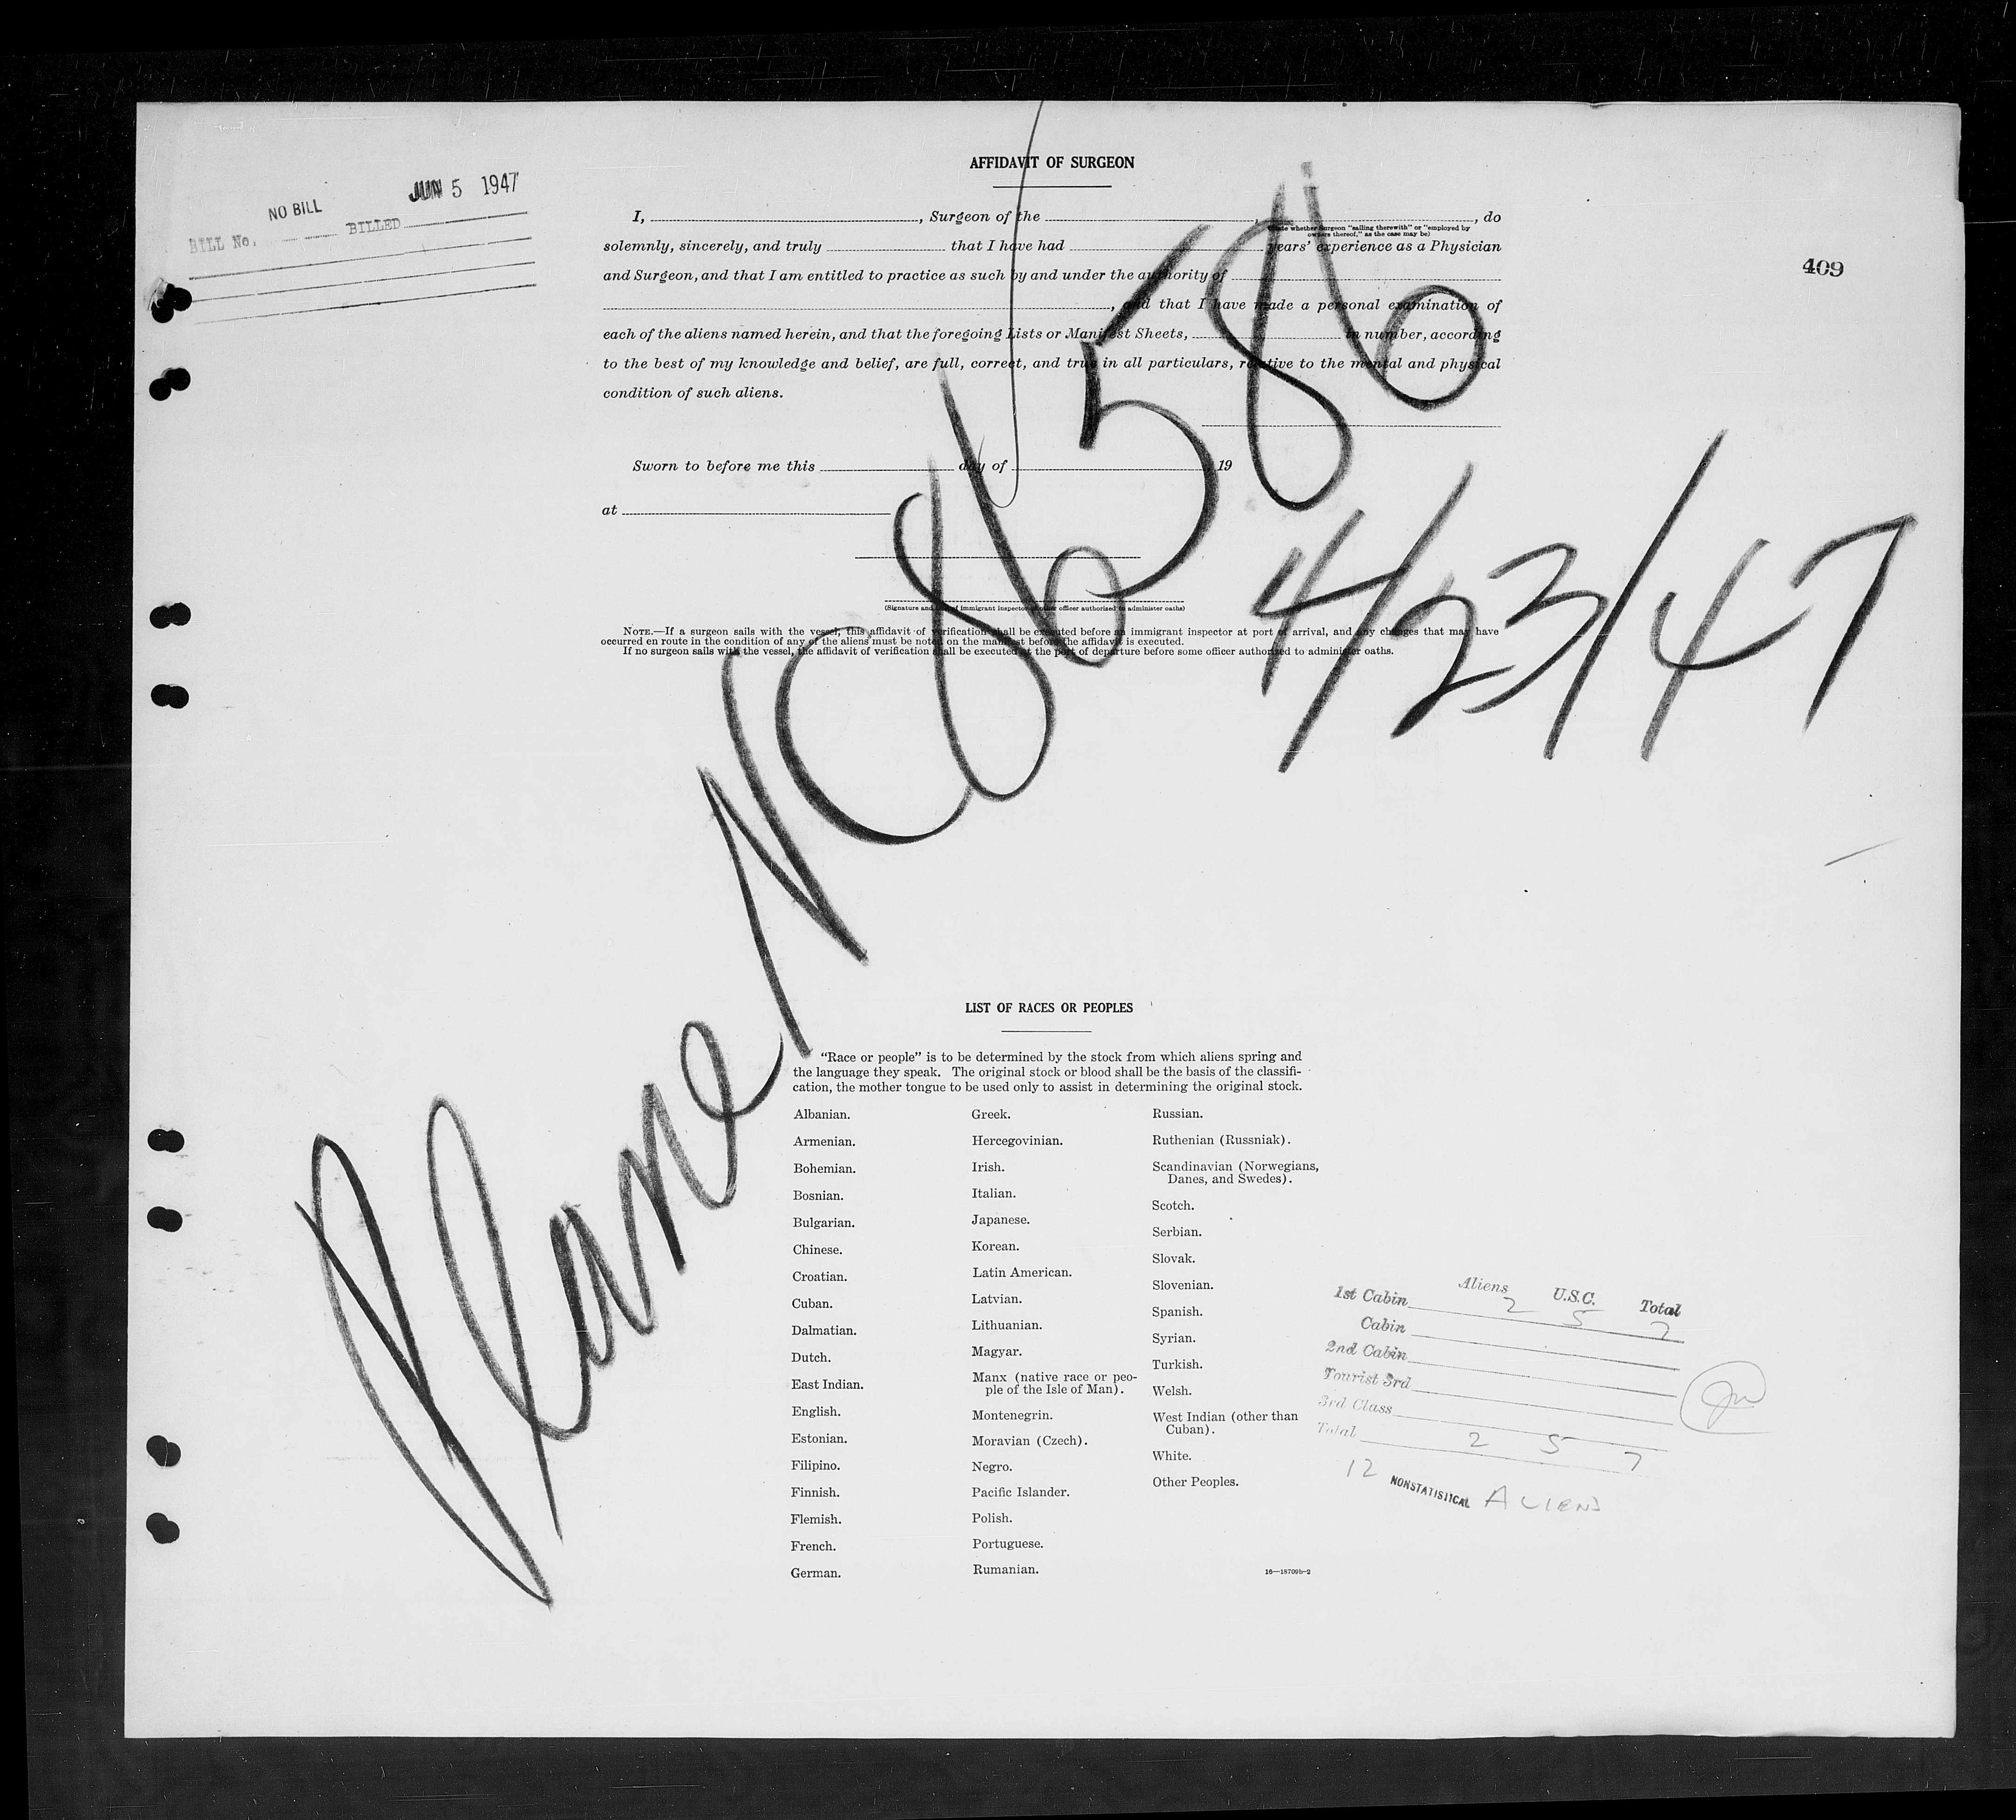 AFFIDAVIT OF SURGEON
JUN 5 1947
NO BILL
BILL No. BILLED
409
I, , Surgeon of the , , do
(State whether surgeon "sailing therewith" or "employed by
owners thereof," as the case may be)
solemnly, sincerely, and truly that I have had years' experience as a Physician
and Surgeon, and that I am entitled to practice as such by and under the authority of
, and that I have made a personal examination of
each of the aliens named herein, and that the foregoing Lists or Manifest Sheets, in number, according
to the best of my knowledge and belief, are full, correct, and true in all particulars, relative to the mental and physical
condition of such aliens.
Sworn to before me this day of , 19
at
(Signature and title of immigrant inspector or other officer authorized to administer oaths)
NOTE.—If a surgeon sails with the vessel, this affidavit of verification shall be executed before an immigrant inspector at port of arrival, and any changes that may have
occurred en route in the condition of any of the aliens must be noted on the manifest before the affidavit is executed.
If no surgeon sails with the vessel, the affidavit of verification shall be executed at the port of departure before some officer authorized to administer oaths.
Plane NC86586
4/23/47
LIST OF RACES OR PEOPLES
"Race or people" is to be determined by the stock from which aliens spring and
the language they speak. The original stock or blood shall be the basis of the classifi-
cation, the mother tongue to be used only to assist in determining the original stock.
Albanian.
Armenian.
Bohemian.
Bosnian.
Bulgarian.
Chinese.
Croatian.
Cuban.
Dalmatian.
Dutch.
East Indian.
English.
Estonian.
Filipino.
Finnish.
Flemish.
French.
German.
Greek.
Hercegovinian.
Irish.
Italian.
Japanese.
Korean.
Latin American.
Latvian.
Lithuanian.
Magyar.
Manx (native race or peo-
ple of the Isle of Man).
Montenegrin.
Moravian (Czech).
Negro.
Pacific Islander.
Polish.
Portuguese.
Rumanian.
Russian.
Ruthenian (Russniak).
Scandinavian (Norwegians,
Danes, and Swedes).
Scotch.
Serbian.
Slovak.
Slovenian.
Spanish.
Syrian.
Turkish.
Welsh.
West Indian (other than
Cuban).
White.
Other Peoples.
16—18709b-2
Aliens U.S.C. Total
1st Cabin 2 5 7
Cabin
2nd Cabin
Tourist 3rd
3rd Class
Total 2 5 7
12 NONSTATISTICAL ALIENS